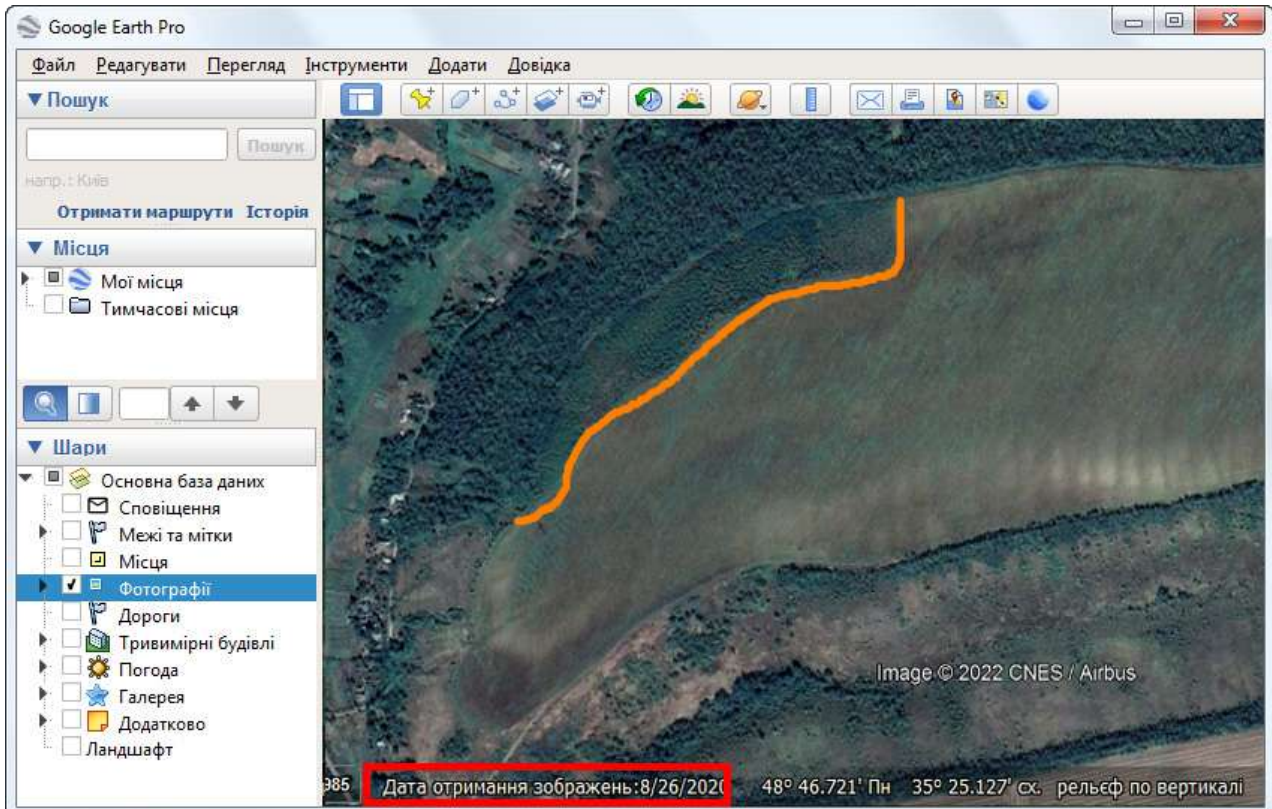 Google Earth Pro
Файл Редагувати Перегляд Інструменти Додати Довідка
Пошук
Пошук
напр.: Київ
Отримати маршрути Історія
Місця
Мої місця
Тимчасові місця
Шари
Основна база даних
Сповіщення
Межі та мітки
Місця
Фотографії
Дороги
Тривимірні будівлі
Погода
Галерея
Додатково
Ландшафт
Image © 2022 CNES / Airbus
985 Дата отримання зображень:8/26/2020 48° 46.721' Пн 35° 25.127' сх. рельєф по вертикалі